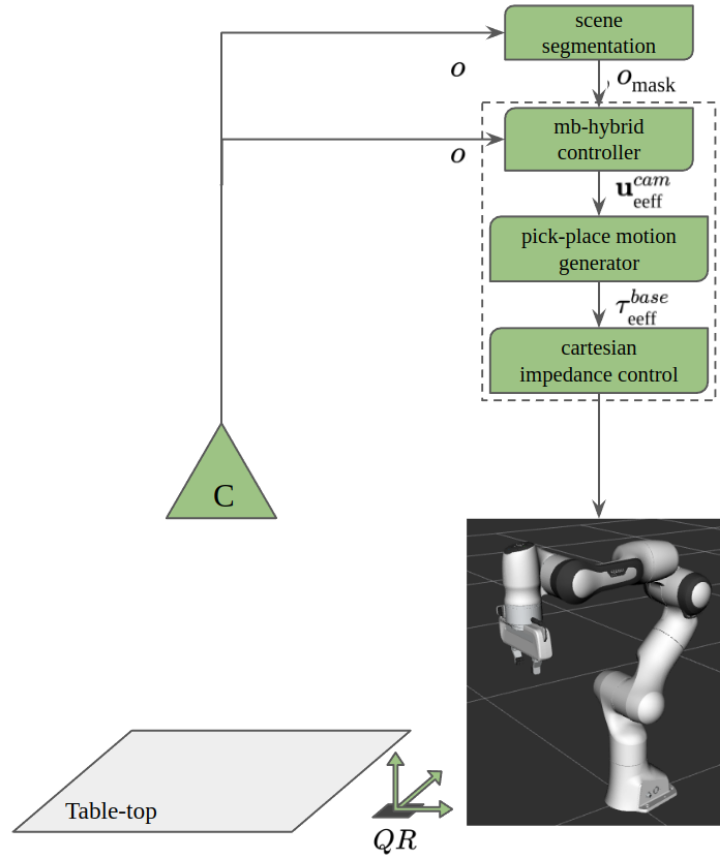 scene
segmentation
o
, o_mask
mb-hybrid
controller
o
u_eeff^cam
pick-place motion
generator
τ_eeff^base
cartesian
impedance control
C
Table-top
QR